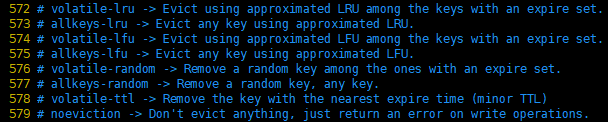 572 # volatile-lru -> Evict using approximated LRU among the keys with an expire set.
573 # allkeys-lru -> Evict any key using approximated LRU.
574 # volatile-lfu -> Evict using approximated LFU among the keys with an expire set.
575 # allkeys-lfu -> Evict any key using approximated LFU.
576 # volatile-random -> Remove a random key among the ones with an expire set.
577 # allkeys-random -> Remove a random key, any key.
578 # volatile-ttl -> Remove the key with the nearest expire time (minor TTL)
579 # noeviction -> Don't evict anything, just return an error on write operations.